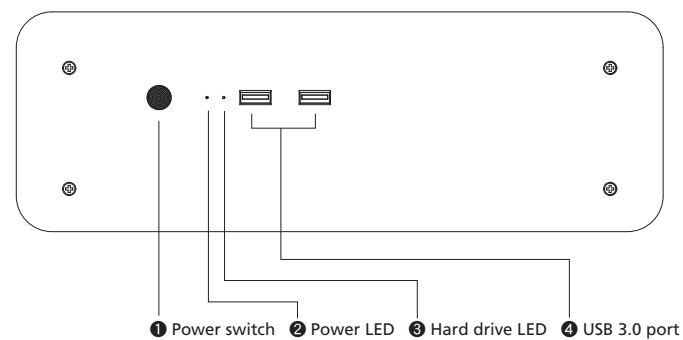 ❶ Power switch ❷ Power LED ❸ Hard drive LED ❹ USB 3.0 port